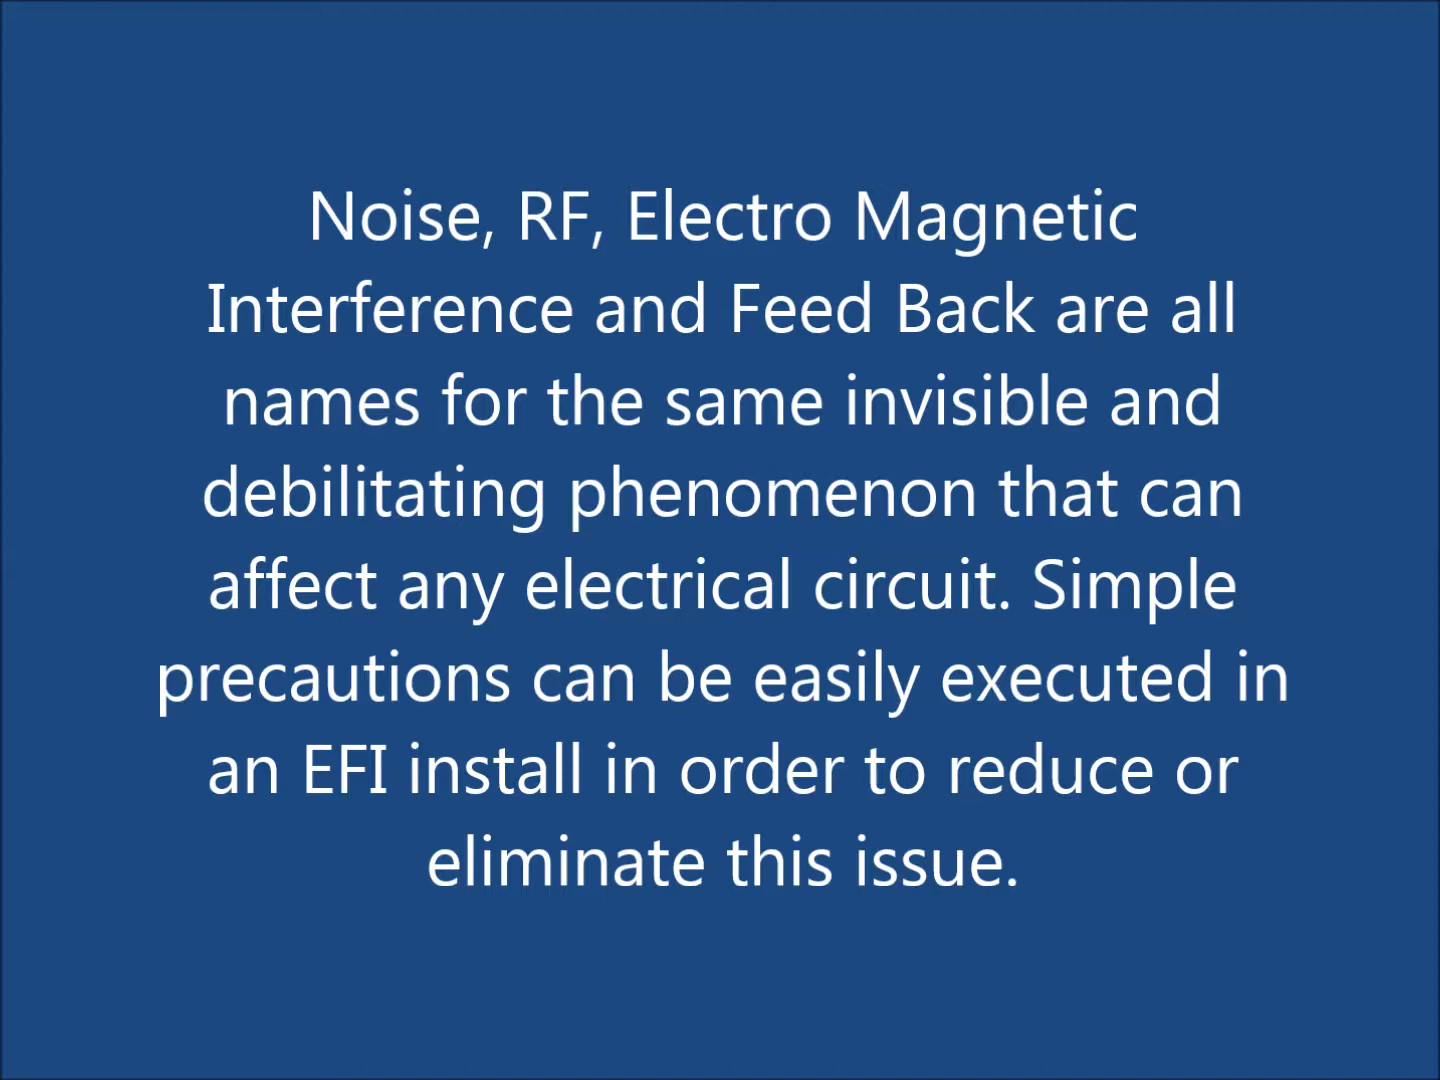 Noise, RF, Electro Magnetic
Interference and Feed Back are all
names for the same invisible and
debilitating phenomenon that can
affect any electrical circuit. Simple
precautions can be easily executed in
an EFI install in order to reduce or
eliminate this issue.